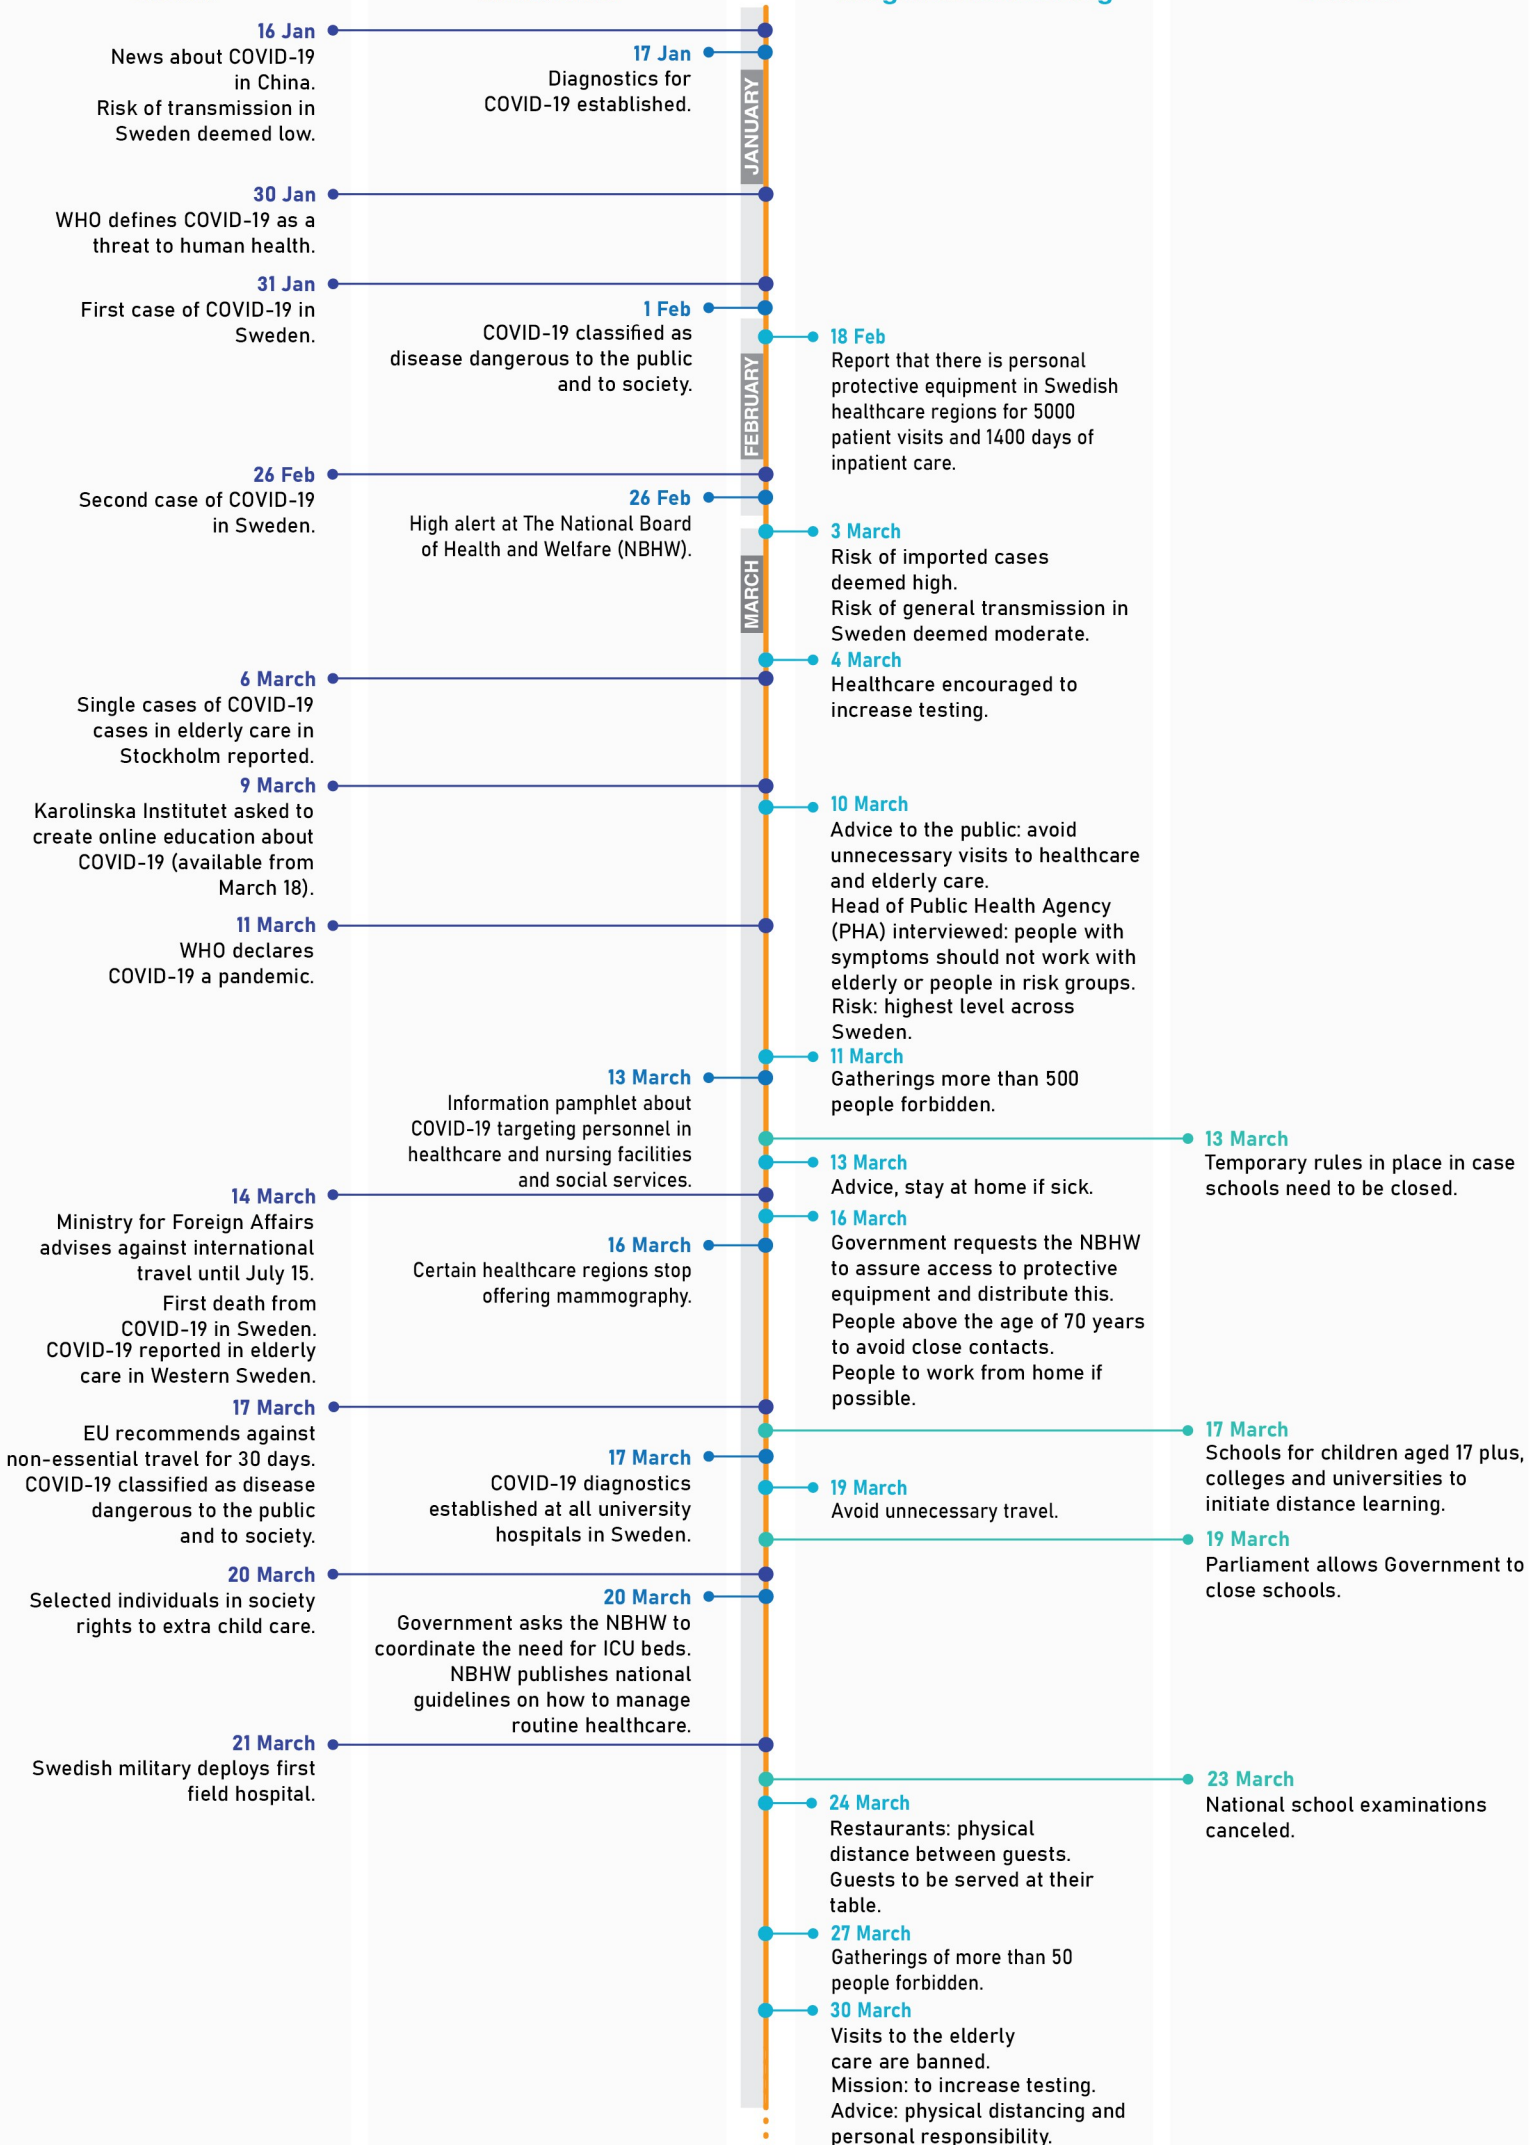 16 Jan
News about COVID-19
in China.
Risk of transmission in
Sweden deemed low.
17 Jan
Diagnostics for
COVID-19 established.
JANUARY
30 Jan
WHO defines COVID-19 as a
threat to human health.
31 Jan
First case of COVID-19 in
Sweden.
1 Feb
COVID-19 classified as
disease dangerous to the public
and to society.
18 Feb
Report that there is personal
protective equipment in Swedish
healthcare regions for 5000
patient visits and 1400 days of
inpatient care.
FEBRUARY
26 Feb
Second case of COVID-19
in Sweden.
26 Feb
High alert at The National Board
of Health and Welfare (NBHW).
3 March
Risk of imported cases
deemed high.
Risk of general transmission in
Sweden deemed moderate.
MARCH
4 March
Healthcare encouraged to
increase testing.
6 March
Single cases of COVID-19
cases in elderly care in
Stockholm reported.
9 March
Karolinska Institutet asked to
create online education about
COVID-19 (available from
March 18).
10 March
Advice to the public: avoid
unnecessary visits to healthcare
and elderly care.
Head of Public Health Agency
(PHA) interviewed: people with
symptoms should not work with
elderly or people in risk groups.
Risk: highest level across
Sweden.
11 March
WHO declares
COVID-19 a pandemic.
11 March
Gatherings more than 500
people forbidden.
13 March
Information pamphlet about
COVID-19 targeting personnel in
healthcare and nursing facilities
and social services.
13 March
Temporary rules in place in case
schools need to be closed.
13 March
Advice, stay at home if sick.
14 March
Ministry for Foreign Affairs
advises against international
travel until July 15.
First death from
COVID-19 in Sweden.
COVID-19 reported in elderly
care in Western Sweden.
16 March
Government requests the NBHW
to assure access to protective
equipment and distribute this.
People above the age of 70 years
to avoid close contacts.
People to work from home if
possible.
16 March
Certain healthcare regions stop
offering mammography.
17 March
EU recommends against
non-essential travel for 30 days.
COVID-19 classified as disease
dangerous to the public
and to society.
17 March
Schools for children aged 17 plus,
colleges and universities to
initiate distance learning.
17 March
COVID-19 diagnostics
established at all university
hospitals in Sweden.
19 March
Avoid unnecessary travel.
19 March
Parliament allows Government to
close schools.
20 March
Selected individuals in society
rights to extra child care.
20 March
Government asks the NBHW to
coordinate the need for ICU beds.
NBHW publishes national
guidelines on how to manage
routine healthcare.
21 March
Swedish military deploys first
field hospital.
23 March
National school examinations
canceled.
24 March
Restaurants: physical
distance between guests.
Guests to be served at their
table.
27 March
Gatherings of more than 50
people forbidden.
30 March
Visits to the elderly
care are banned.
Mission: to increase testing.
Advice: physical distancing and
personal responsibility.